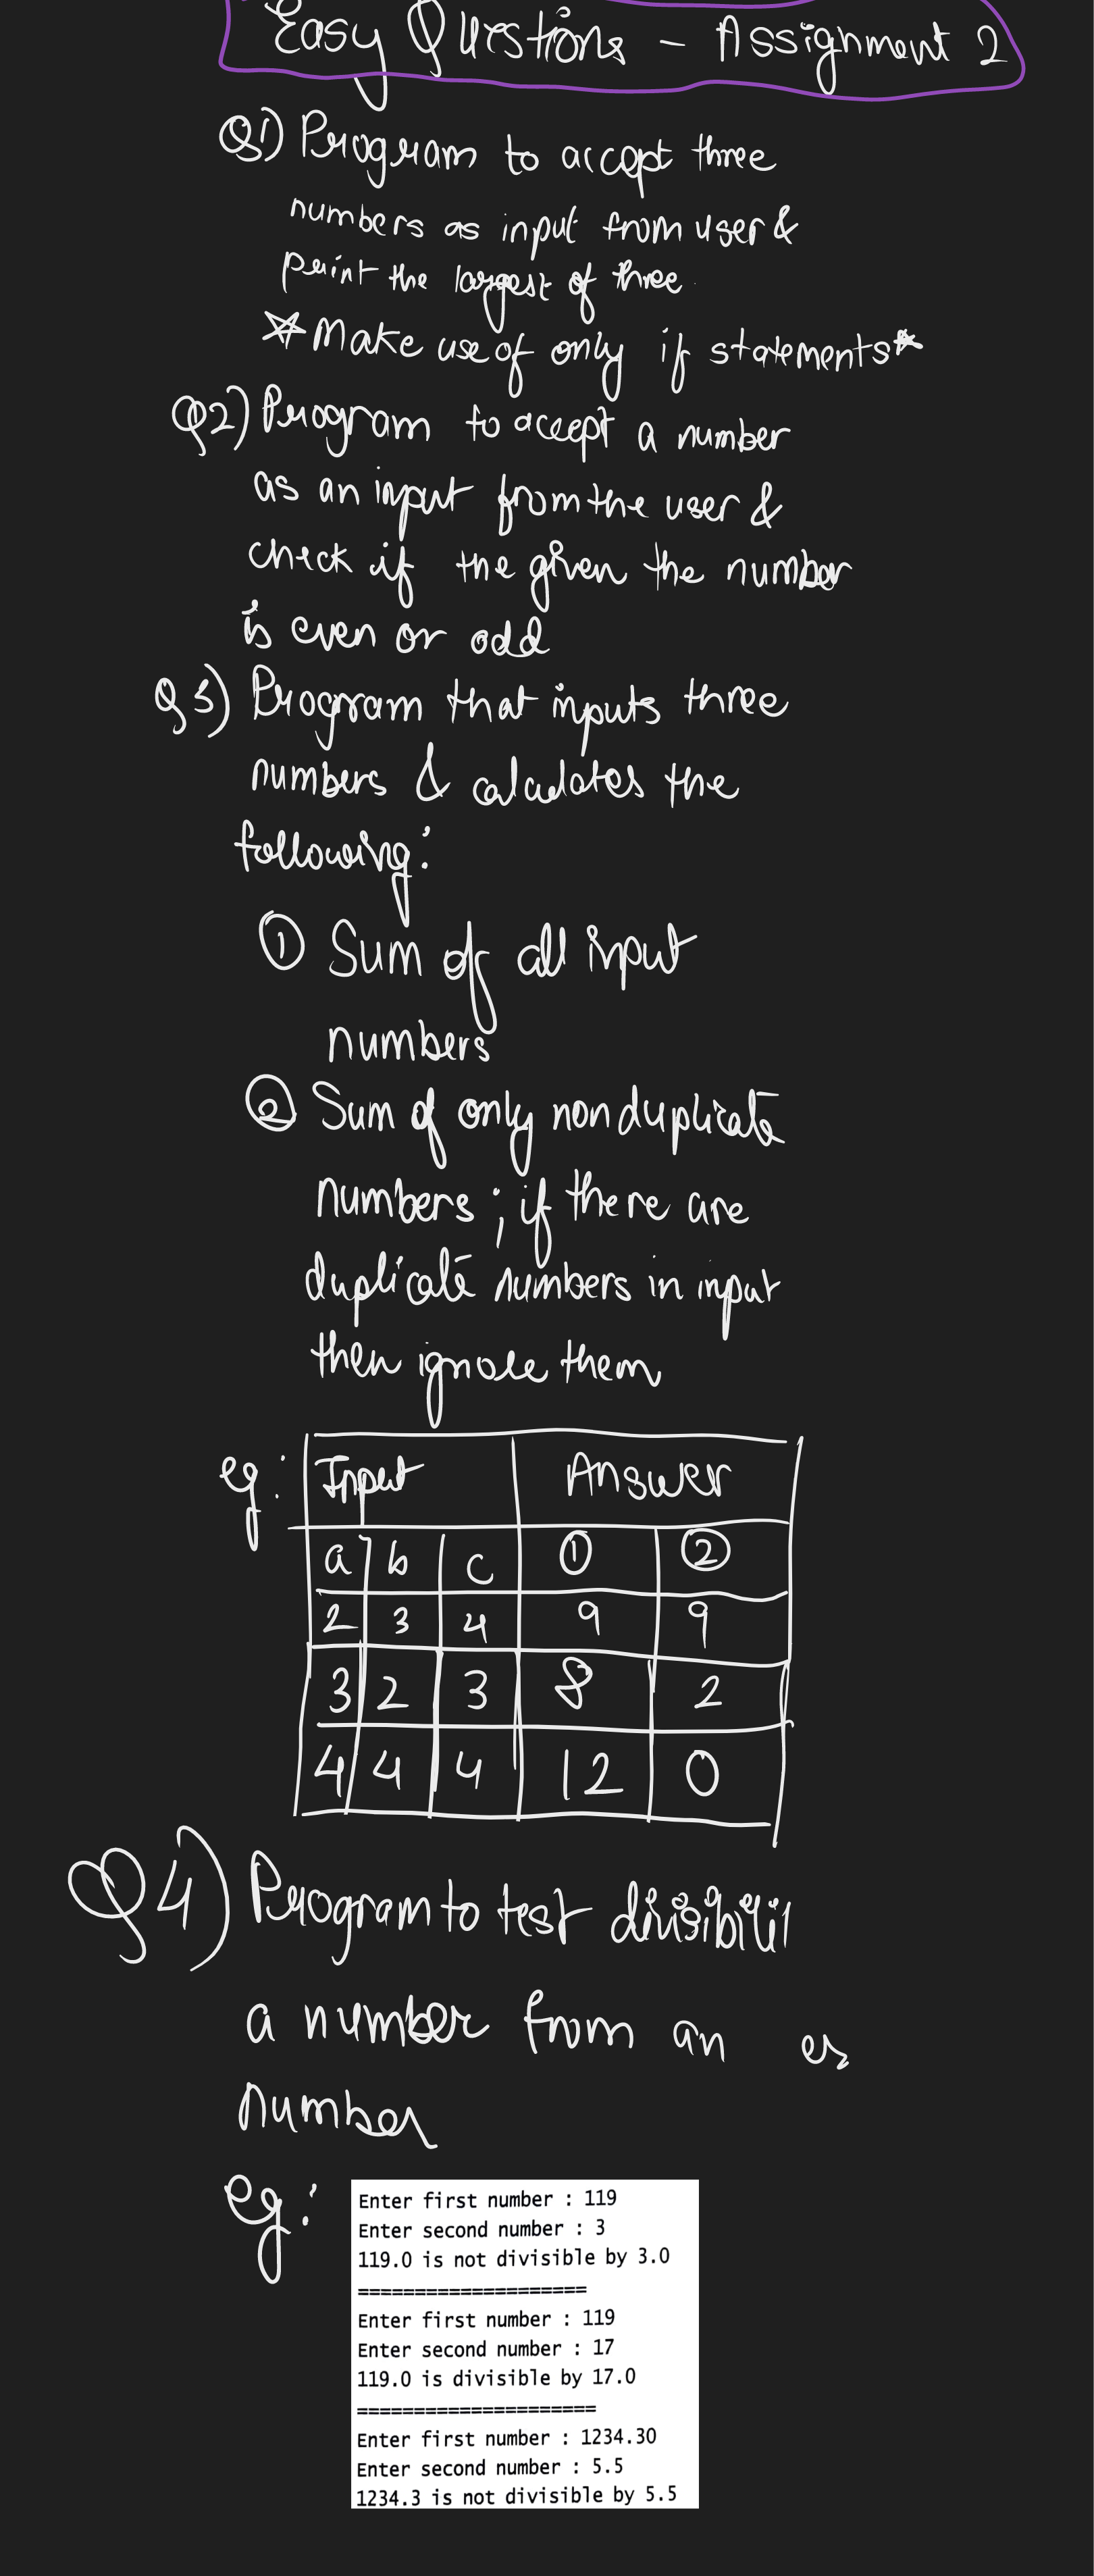 Easy Questions - Assignment 2
Q1) Program to accept three
numbers as input from user &
print the largest of three.
*Make use of only if statements*
Q2) Program to accept a number
as an input from the user &
check if the given the number
is even or odd
Q3) Program that inputs three
numbers & calculates the
following:
① Sum of all input
numbers
② Sum of only nonduplicate
numbers; if there are
duplicate numbers in input
then ignore them
eg: Input Answer
a b c ① ②
2 3 4 9 9
3 2 3 8 2
4 4 4 12 0
Q4) Program to test divisibili
a number from an
number
eg:
Enter first number : 119
Enter second number : 3
119.0 is not divisible by 3.0
====================
Enter first number : 119
Enter second number : 17
119.0 is divisible by 17.0
=====================
Enter first number : 1234.30
Enter second number : 5.5
1234.3 is not divisible by 5.5